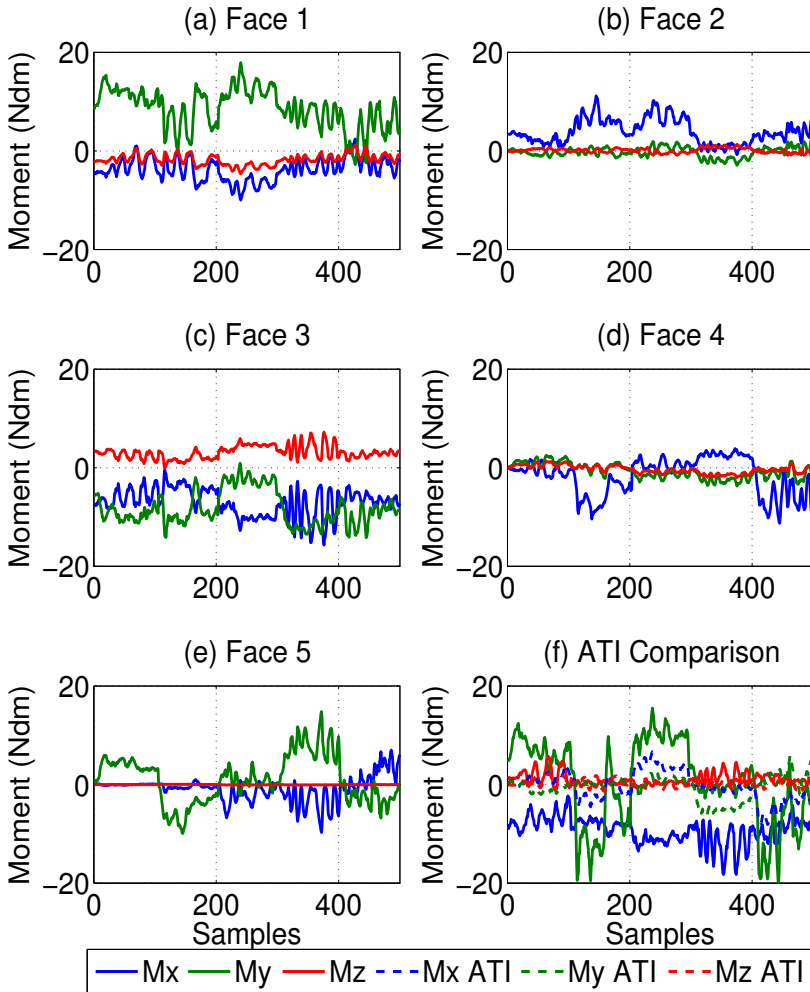 (a) Face 1
(b) Face 2
Moment (Ndm)
20
0
−20
0
200
400
Moment (Ndm)
20
0
−20
0
200
400
(c) Face 3
(d) Face 4
Moment (Ndm)
20
0
−20
0
200
400
Moment (Ndm)
20
0
−20
0
200
400
(e) Face 5
(f) ATI Comparison
Moment (Ndm)
20
0
−20
0
200
400
Moment (Ndm)
20
0
−20
0
200
400
Samples
Samples
Mx My Mz Mx ATI My ATI Mz ATI